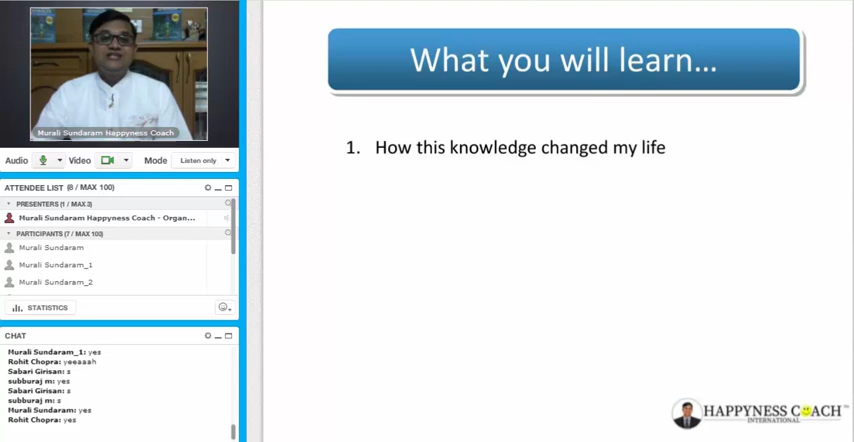 Murali Sundaram Happyness Coach
Audio Video Mode Listen only
ATTENDEE LIST (8 / MAX 100)
PRESENTERS (1 / MAX 3)
Murali Sundaram Happyness Coach - Organ...
PARTICIPANTS (7 / MAX 103)
Murali Sundaram
Murali Sundaram_1
Murali Sundaram_2
STATISTICS
CHAT
Murali Sundaram_1: yes
Rohit Chopra: yeeaaah
Sabari Girisan: s
subburaj m: yes
Sabari Girisan: s
subburaj m: s
Murali Sundaram: yes
Rohit Chopra: yes
What you will learn...
1. How this knowledge changed my life
HAPPYNESS COACH™
INTERNATIONAL